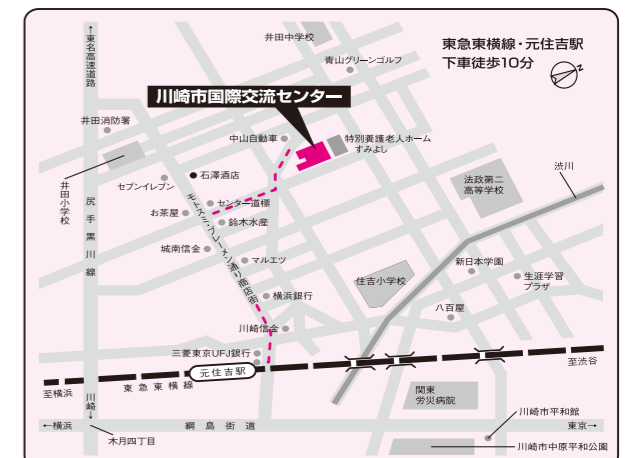 東急東横線・元住吉駅
下車徒歩10分
N
←東名高速道路
井田中学校
青山グリーンゴルフ
川崎市国際交流センター
井田消防署
中山自動車
特別養護老人ホーム
すみよし
渋川
石澤酒店
セブンイレブン
法政第二
高等学校
井田小学校
センター道標
お茶屋
鈴木水産
尻手黒川線
モトスミ・ブレーメン通り商店街
城南信金
マルエツ
新日本学園
住吉小学校
生涯学習
プラザ
横浜銀行
八百屋
川崎信金
三菱東京UFJ銀行
元住吉駅
至渋谷
至横浜
東急東横線
川崎→
関東
労災病院
川崎市平和館
←横浜
綱島街道
東京→
木月四丁目
川崎市中原平和公園